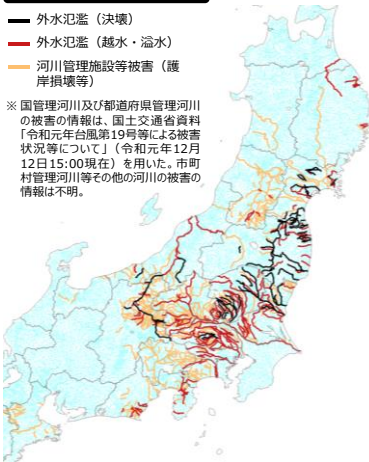 外水氾濫（決壊）
外水氾濫（越水・溢水）
河川管理施設等被害（護
岸損壊等）
※ 国管理河川及び都道府県管理河川
の被害の情報は、国土交通省資料
「令和元年台風第19号等による被害
状況等について」（令和元年12月
12日15:00現在）を用いた。市町
村管理河川等その他の河川の被害の
情報は不明。